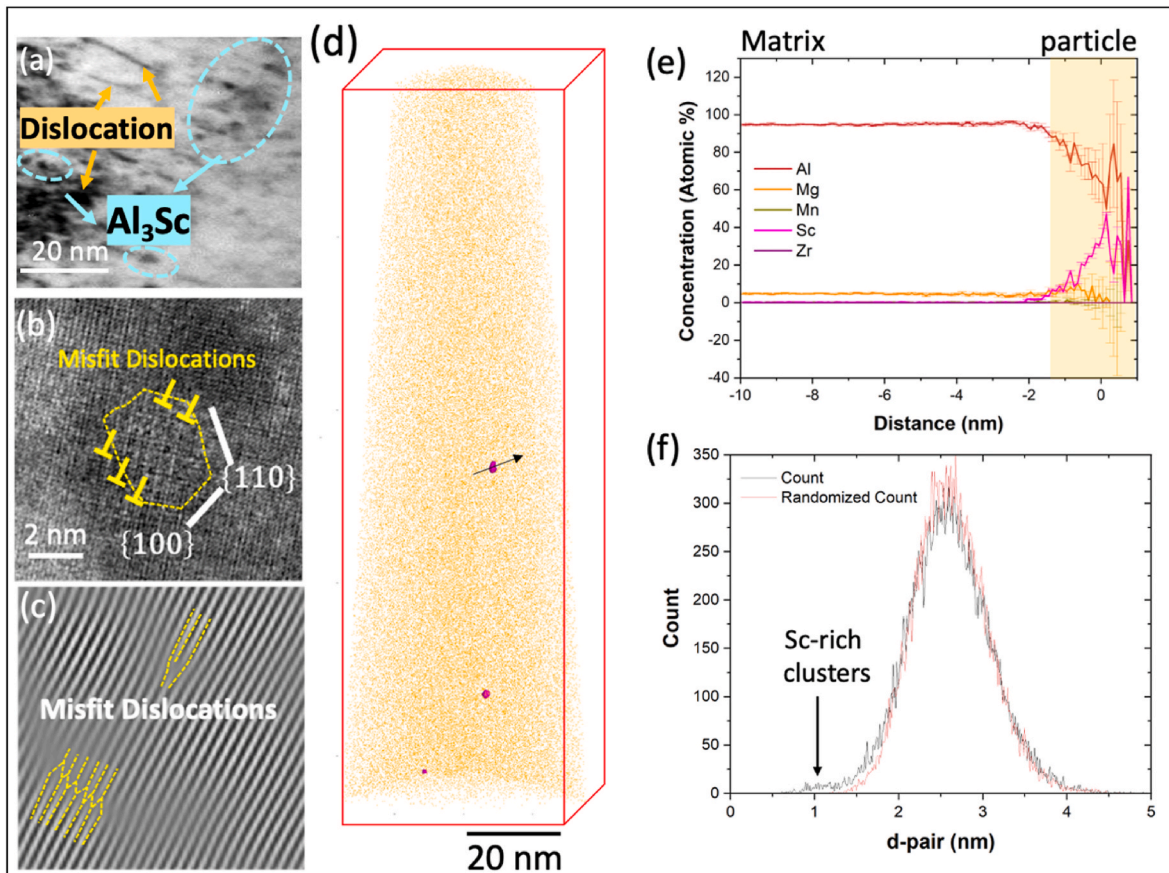 (a)
Dislocation
Al₃Sc
20 nm
(b)
Misfit Dislocations
{110}
{100}
2 nm
(c)
Misfit Dislocations
(d)
20 nm
(e)
Matrix particle
120
100
80
60
40
20
0
-20
-40
Concentration (Atomic %)
Al
Mg
Mn
Sc
Zr
-10 -8 -6 -4 -2 0
Distance (nm)
(f)
350
300
250
200
150
100
50
0
Count
Count
Randomized Count
Sc-rich
clusters
0 1 2 3 4 5
d-pair (nm)